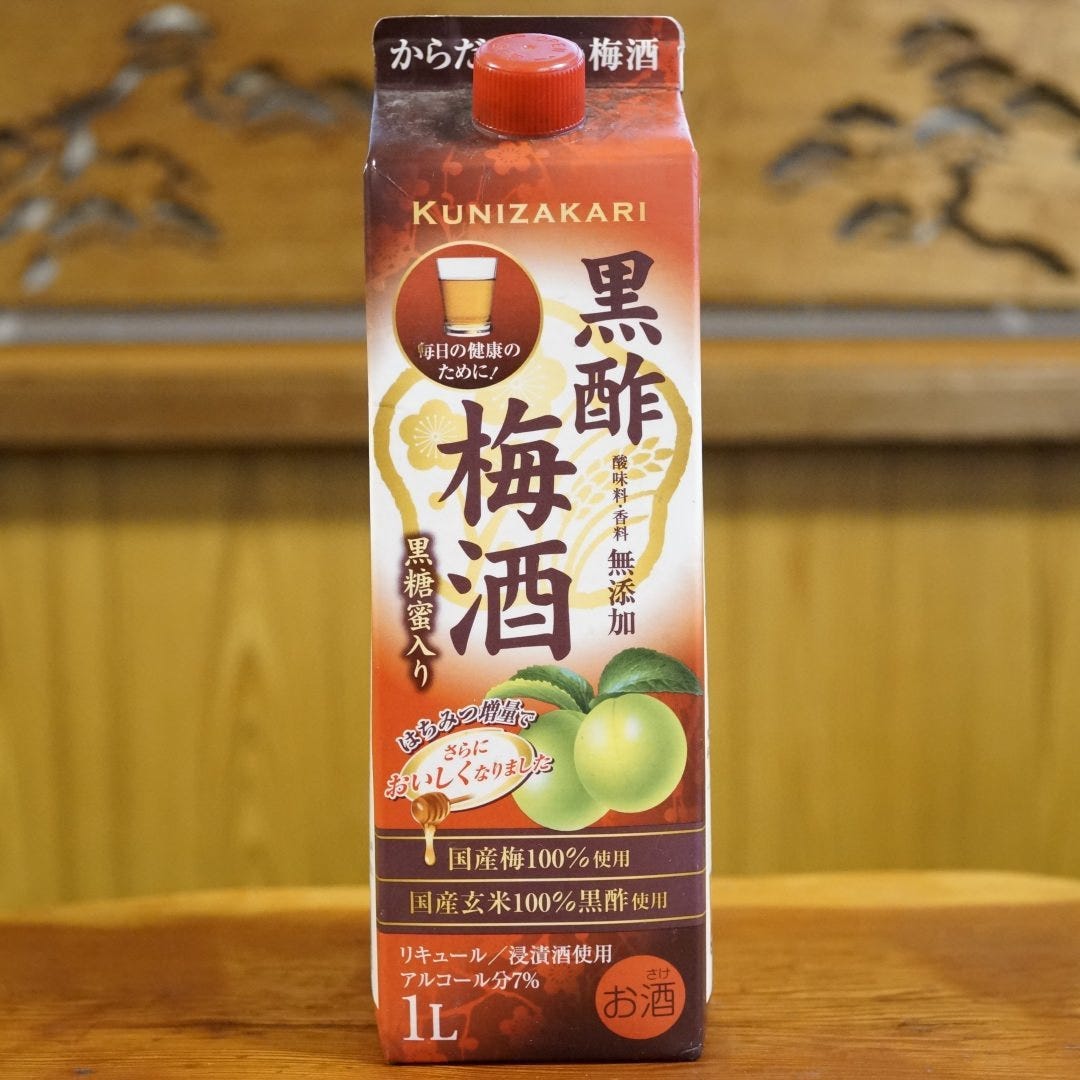 からだ 梅酒
KUNIZAKARI
毎日の健康の
ために!
黒酢
梅酒
酸味料・香料
無添加
黒糖蜜入り
はちみつ増量で
さらに
おいしくなりました
国産梅100%使用
国産玄米100%黒酢使用
リキュール/浸漬酒使用
アルコール分7%
1L
さけ
お酒